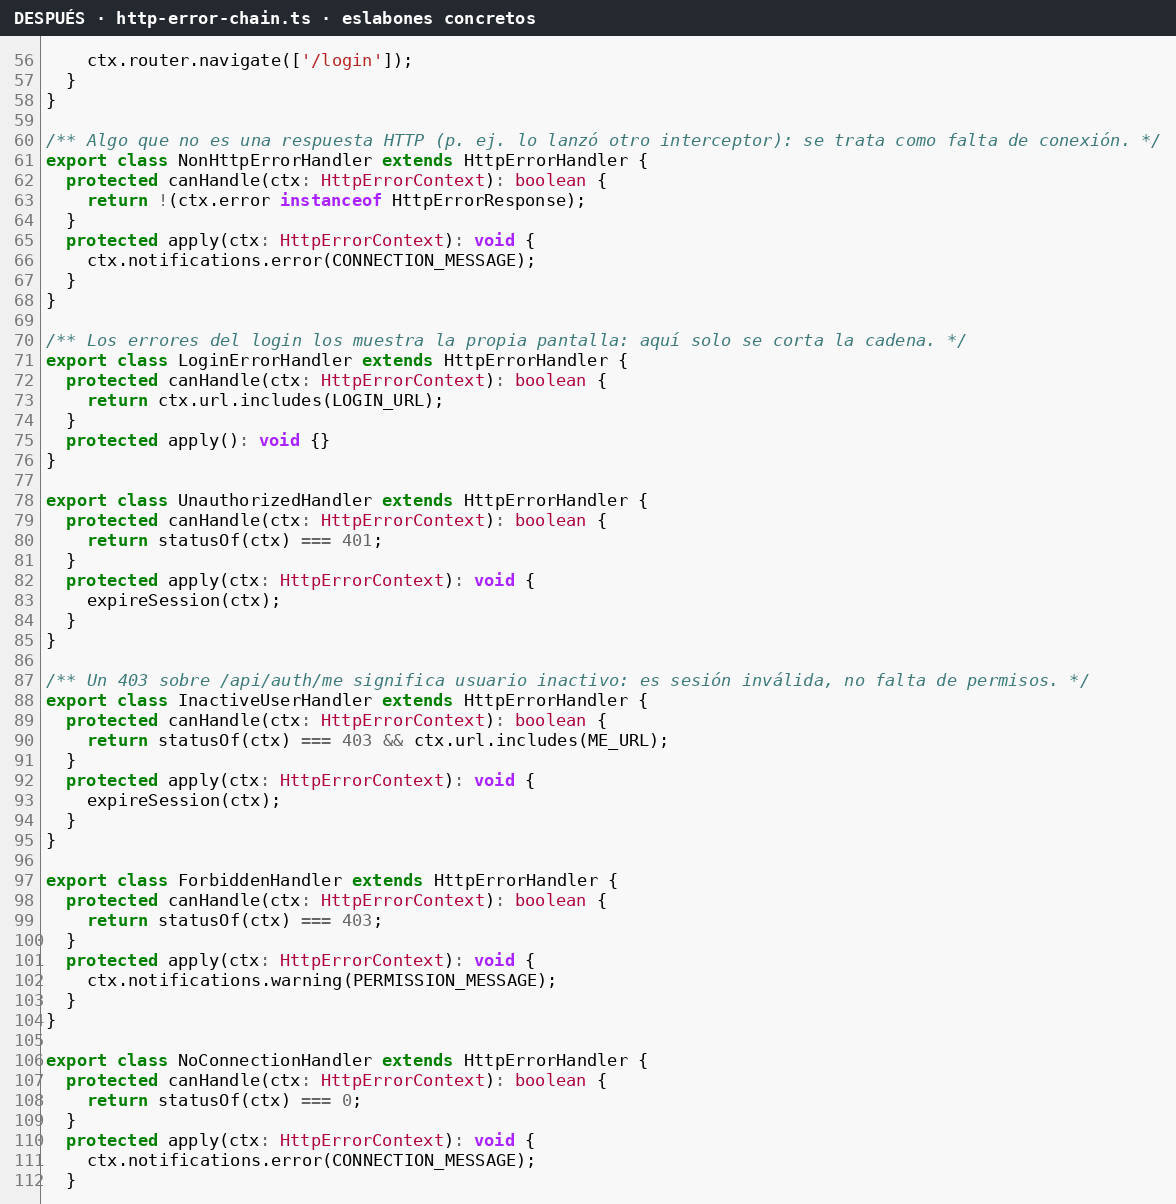 DESPUÉS · http-error-chain.ts · eslabones concretos
56     ctx.router.navigate(['/login']);
57   }
58 }
59
60 /** Algo que no es una respuesta HTTP (p. ej. lo lanzó otro interceptor): se trata como falta de conexión. */
61 export class NonHttpErrorHandler extends HttpErrorHandler {
62   protected canHandle(ctx: HttpErrorContext): boolean {
63     return !(ctx.error instanceof HttpErrorResponse);
64   }
65   protected apply(ctx: HttpErrorContext): void {
66     ctx.notifications.error(CONNECTION_MESSAGE);
67   }
68 }
69
70 /** Los errores del login los muestra la propia pantalla: aquí solo se corta la cadena. */
71 export class LoginErrorHandler extends HttpErrorHandler {
72   protected canHandle(ctx: HttpErrorContext): boolean {
73     return ctx.url.includes(LOGIN_URL);
74   }
75   protected apply(): void {}
76 }
77
78 export class UnauthorizedHandler extends HttpErrorHandler {
79   protected canHandle(ctx: HttpErrorContext): boolean {
80     return statusOf(ctx) === 401;
81   }
82   protected apply(ctx: HttpErrorContext): void {
83     expireSession(ctx);
84   }
85 }
86
87 /** Un 403 sobre /api/auth/me significa usuario inactivo: es sesión inválida, no falta de permisos. */
88 export class InactiveUserHandler extends HttpErrorHandler {
89   protected canHandle(ctx: HttpErrorContext): boolean {
90     return statusOf(ctx) === 403 && ctx.url.includes(ME_URL);
91   }
92   protected apply(ctx: HttpErrorContext): void {
93     expireSession(ctx);
94   }
95 }
96
97 export class ForbiddenHandler extends HttpErrorHandler {
98   protected canHandle(ctx: HttpErrorContext): boolean {
99     return statusOf(ctx) === 403;
100   }
101   protected apply(ctx: HttpErrorContext): void {
102     ctx.notifications.warning(PERMISSION_MESSAGE);
103   }
104 }
105
106 export class NoConnectionHandler extends HttpErrorHandler {
107   protected canHandle(ctx: HttpErrorContext): boolean {
108     return statusOf(ctx) === 0;
109   }
110   protected apply(ctx: HttpErrorContext): void {
111     ctx.notifications.error(CONNECTION_MESSAGE);
112   }